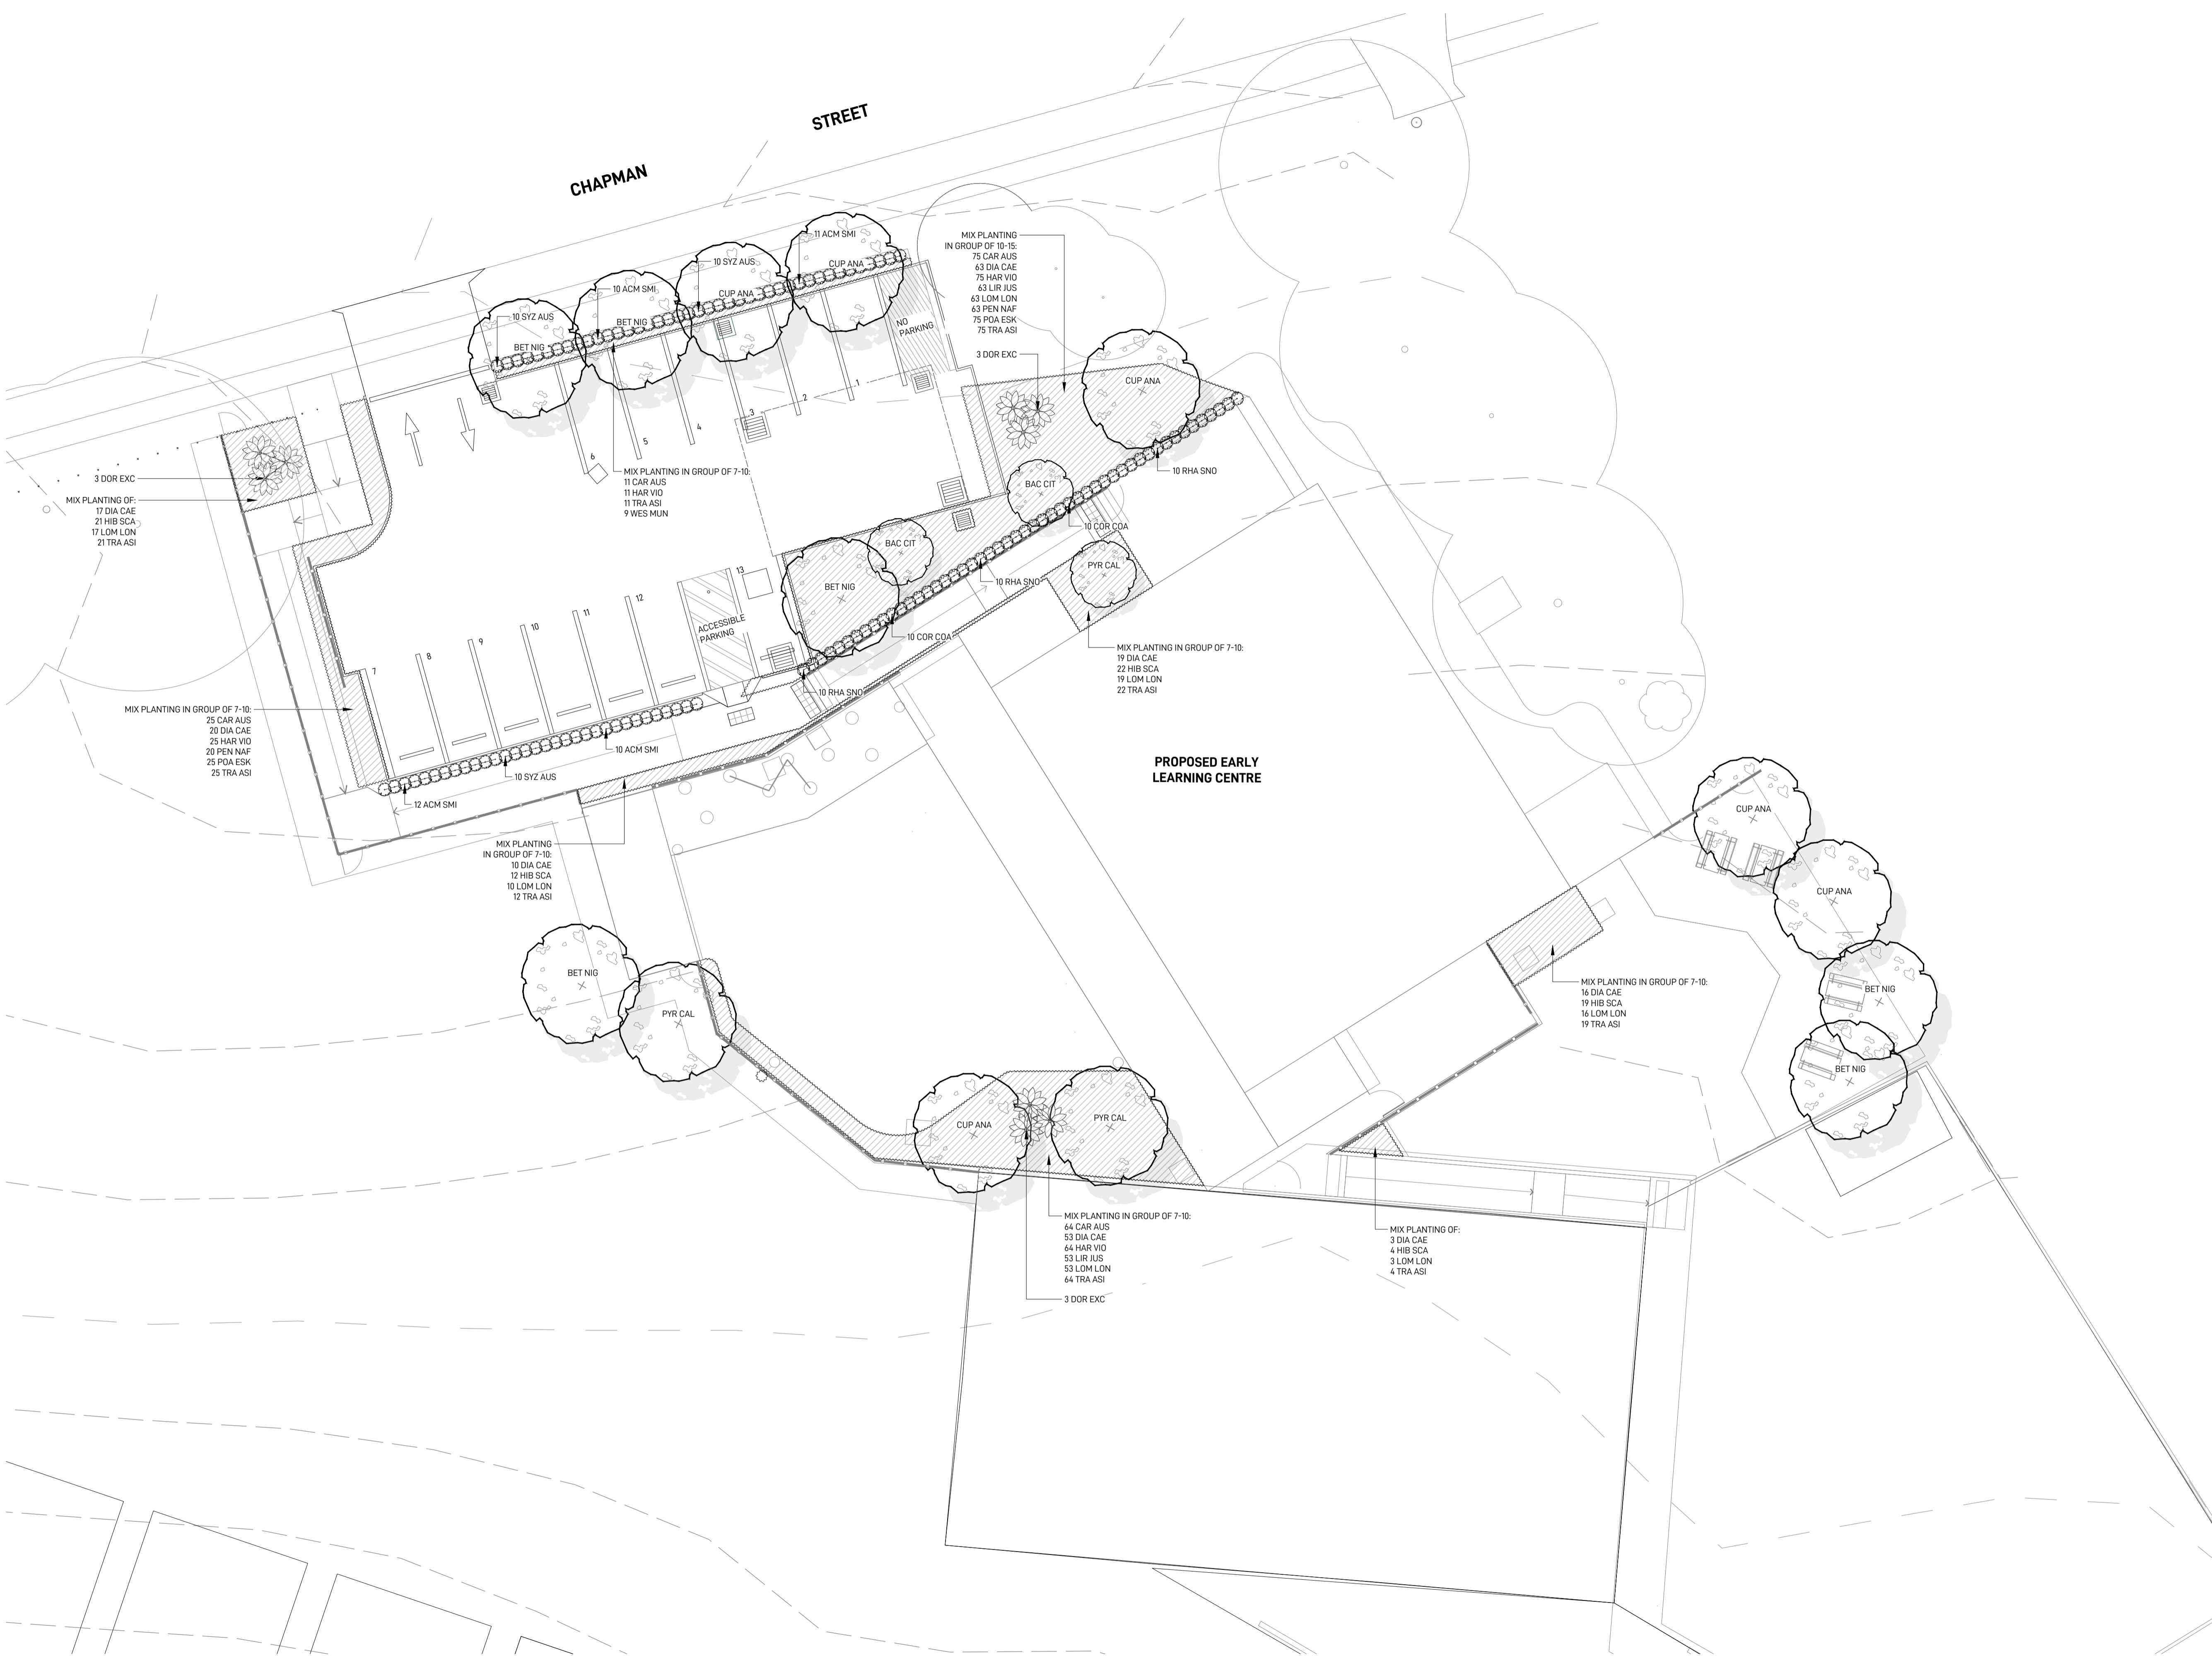 STREET
CHAPMAN
11 ACM SMI
10 SYZ AUS
10 ACM SMI
10 SYZ AUS
CUP ANA
CUP ANA
BET NIG
BET NIG
NO
PARKING
MIX PLANTING
IN GROUP OF 10-15:
75 CAR AUS
63 DIA CAE
75 HAR VIO
63 LIR JUS
63 LOM LON
63 PEN NAF
75 POA ESK
75 TRA ASI
3 DOR EXC
CUP ANA
10 RHA SNO
1
2
3
4
5
6
MIX PLANTING IN GROUP OF 7-10:
11 CAR AUS
11 HAR VIO
11 TRA ASI
9 WES MUN
3 DOR EXC
MIX PLANTING OF:
17 DIA CAE
21 HIB SCA
17 LOM LON
21 TRA ASI
BAC CIT
10 COR COA
BAC CIT
BET NIG
10 RHA SNO
PYR CAL
10 COR COA
10 RHA SNO
MIX PLANTING IN GROUP OF 7-10:
19 DIA CAE
22 HIB SCA
19 LOM LON
22 TRA ASI
13
12
11
10
9
8
7
ACCESSIBLE
PARKING
MIX PLANTING IN GROUP OF 7-10:
25 CAR AUS
20 DIA CAE
25 HAR VIO
20 PEN NAF
25 POA ESK
25 TRA ASI
10 ACM SMI
10 SYZ AUS
12 ACM SMI
PROPOSED EARLY
LEARNING CENTRE
MIX PLANTING
IN GROUP OF 7-10:
10 DIA CAE
12 HIB SCA
10 LOM LON
12 TRA ASI
CUP ANA
CUP ANA
BET NIG
BET NIG
BET NIG
PYR CAL
MIX PLANTING IN GROUP OF 7-10:
16 DIA CAE
19 HIB SCA
16 LOM LON
19 TRA ASI
CUP ANA
PYR CAL
MIX PLANTING IN GROUP OF 7-10:
64 CAR AUS
53 DIA CAE
64 HAR VIO
53 LIR JUS
53 LOM LON
64 TRA ASI
3 DOR EXC
MIX PLANTING OF:
3 DIA CAE
4 HIB SCA
3 LOM LON
4 TRA ASI